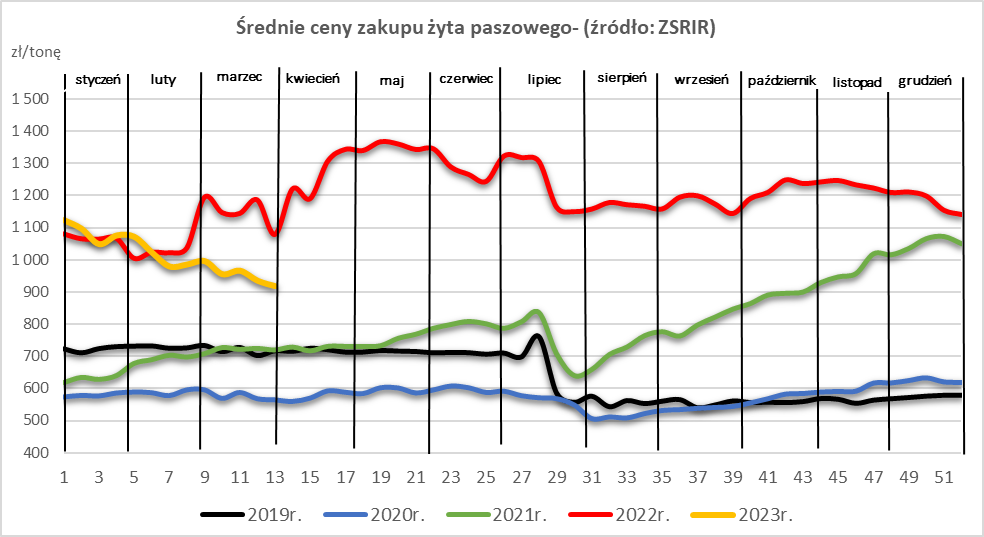 Średnie ceny zakupu żyta paszowego- (źródło: ZSRIR)
zł/tonę
styczeń luty marzec kwiecień maj czerwiec lipiec sierpień wrzesień październik listopad grudzień
1 500
1 400
1 300
1 200
1 100
1 000
900
800
700
600
500
400
1 3 5 7 9 11 13 15 17 19 21 23 25 27 29 31 33 35 37 39 41 43 45 47 49 51
2019r. 2020r. 2021r. 2022r. 2023r.